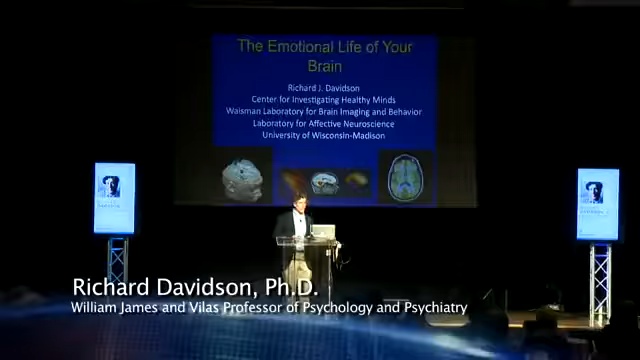 The Emotional Life of Your
Brain
Richard J. Davidson
Center for Investigating Healthy Minds
Waisman Laboratory for Brain Imaging and Behavior
Laboratory for Affective Neuroscience
University of Wisconsin-Madison
Richard Davidson, Ph.D.
William James and Vilas Professor of Psychology and Psychiatry